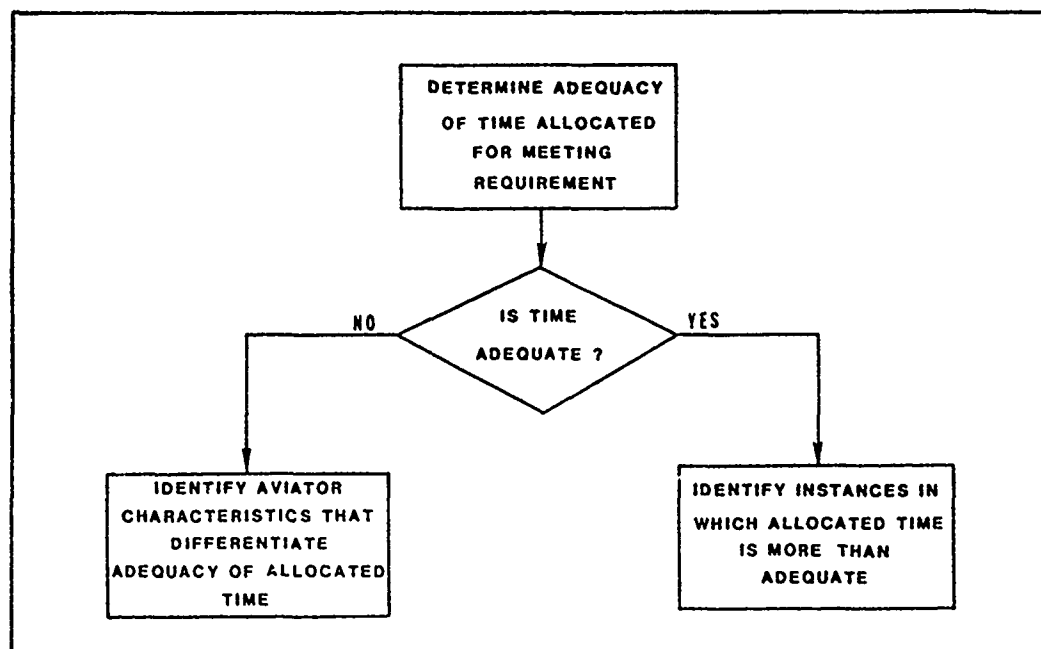 DETERMINE ADEQUACY
OF TIME ALLOCATED
FOR MEETING
REQUIREMENT
IS TIME
ADEQUATE ?
NO
YES
IDENTIFY AVIATOR
CHARACTERISTICS THAT
DIFFERENTIATE
ADEQUACY OF ALLOCATED
TIME
IDENTIFY INSTANCES IN
WHICH ALLOCATED TIME
IS MORE THAN
ADEQUATE